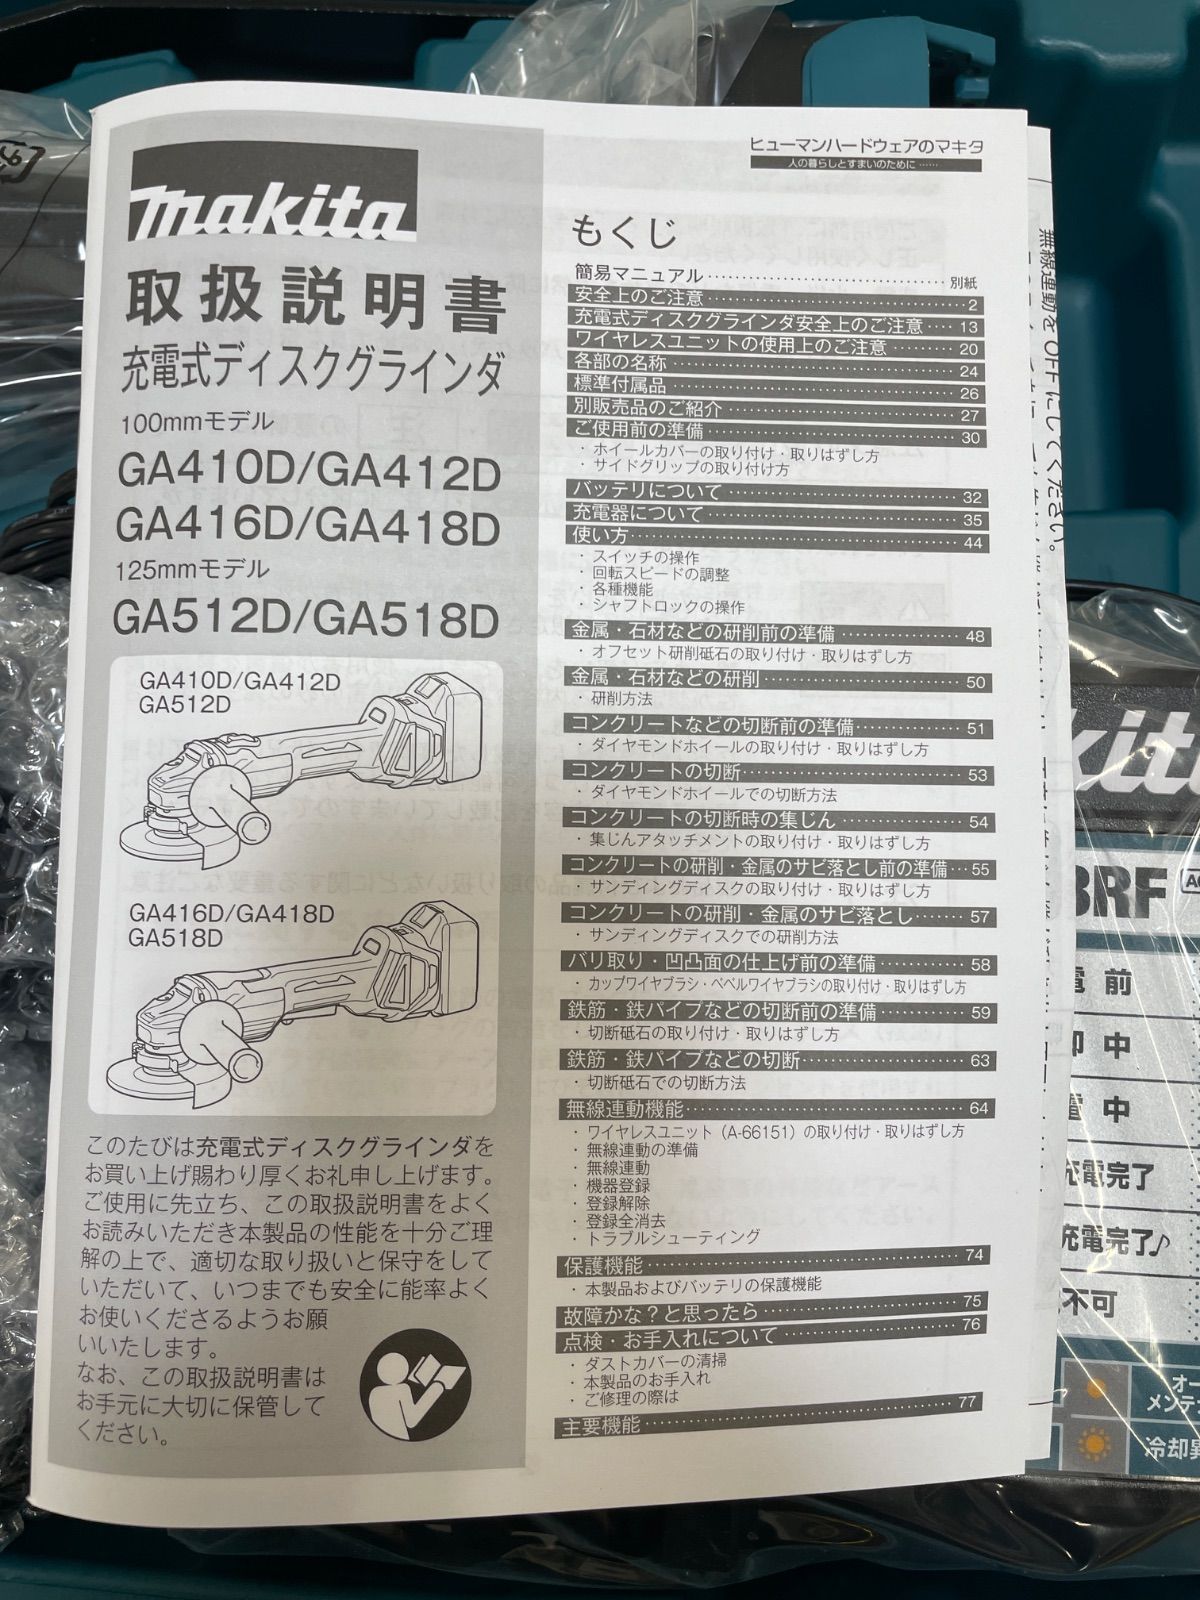 makita
取扱説明書
充電式ディスクグラインダ
100mmモデル
GA410D/GA412D
GA416D/GA418D
125mmモデル
GA512D/GA518D
GA410D/GA412D
GA512D
GA416D/GA418D
GA518D
このたびは充電式ディスクグラインダを
お買い上げ賜わり厚くお礼申し上げます。
ご使用に先立ち、この取扱説明書をよく
お読みいただき本製品の性能を十分ご理
解の上で、適切な取り扱いと保守をして
いただいて、いつまでも安全に能率よく
お使いくださるようお願
いいたします。
なお、この取扱説明書は
お手元に大切に保管して
ください。
ヒューマンハードウェアのマキタ
人の暮らしとすまいのために ……
もくじ
簡易マニュアル 別紙
安全上のご注意 2
充電式ディスクグラインダ安全上のご注意 13
ワイヤレスユニットの使用上のご注意 20
各部の名称 24
標準付属品 26
別販売品のご紹介 27
ご使用前の準備 30
・ホイールカバーの取り付け・取りはずし方
・サイドグリップの取り付け方
バッテリについて 32
充電器について 35
使い方 44
・スイッチの操作
・回転スピードの調整
・各種機能
・シャフトロックの操作
金属・石材などの研削前の準備 48
・オフセット研削砥石の取り付け・取りはずし方
金属・石材などの研削 50
・研削方法
コンクリートなどの切断前の準備 51
・ダイヤモンドホイールの取り付け・取りはずし方
コンクリートの切断 53
・ダイヤモンドホイールでの切断方法
コンクリートの切断時の集じん 54
・集じんアタッチメントの取り付け・取りはずし方
コンクリートの研削・金属のサビ落とし前の準備 55
・サンディングディスクの取り付け・取りはずし方
コンクリートの研削・金属のサビ落とし 57
・サンディングディスクでの研削方法
バリ取り・凹凸面の仕上げ前の準備 58
・カップワイヤブラシ・ベベルワイヤブラシの取り付け・取りはずし方
鉄筋・鉄パイプなどの切断前の準備 59
・切断砥石の取り付け・取りはずし方
鉄筋・鉄パイプなどの切断 63
・切断砥石での切断方法
無線連動機能 64
・ワイヤレスユニット（A-66151）の取り付け・取りはずし方
・無線連動の準備
・無線連動
・機器登録
・登録解除
・登録全消去
・トラブルシューティング
保護機能 74
・本製品およびバッテリの保護機能
故障かな？と思ったら 75
点検・お手入れについて 76
・ダストカバーの清掃
・本製品のお手入れ
・ご修理の際は
主要機能 77
無線連動をOFFにしてください。
kit
RF
電 前
中
電 中
充電完了
充電完了♪
不可
オー
メンテ
冷却異